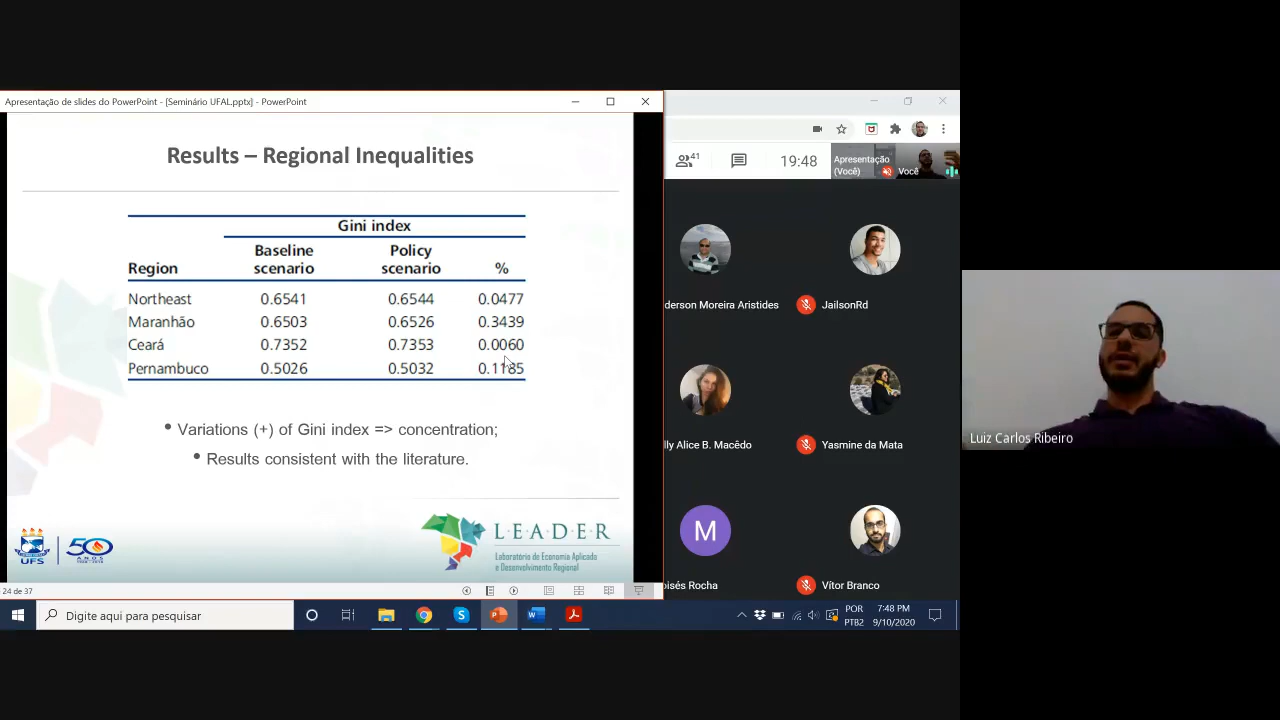 Apresentação de slides do PowerPoint - [Seminário UFAL.pptx] - PowerPoint
Results – Regional Inequalities
Gini index
Region Baseline scenario Policy scenario %
Northeast 0.6541 0.6544 0.0477
Maranhão 0.6503 0.6526 0.3439
Ceará 0.7352 0.7353 0.0060
Pernambuco 0.5026 0.5032 0.1185
• Variations (+) of Gini index => concentration;
• Results consistent with the literature.
UFS
50
ANOS
LEADER
Laboratório de Economia Aplicada
e Desenvolvimento Regional
24 de 37
41
19:48
Apresentação
(Você)
Você
derson Moreira Aristides
JailsonRd
lly Alice B. Macêdo
Yasmine da Mata
M
oisés Rocha
Vítor Branco
Luiz Carlos Ribeiro
Digite aqui para pesquisar
POR
PTB2
7:48 PM
9/10/2020